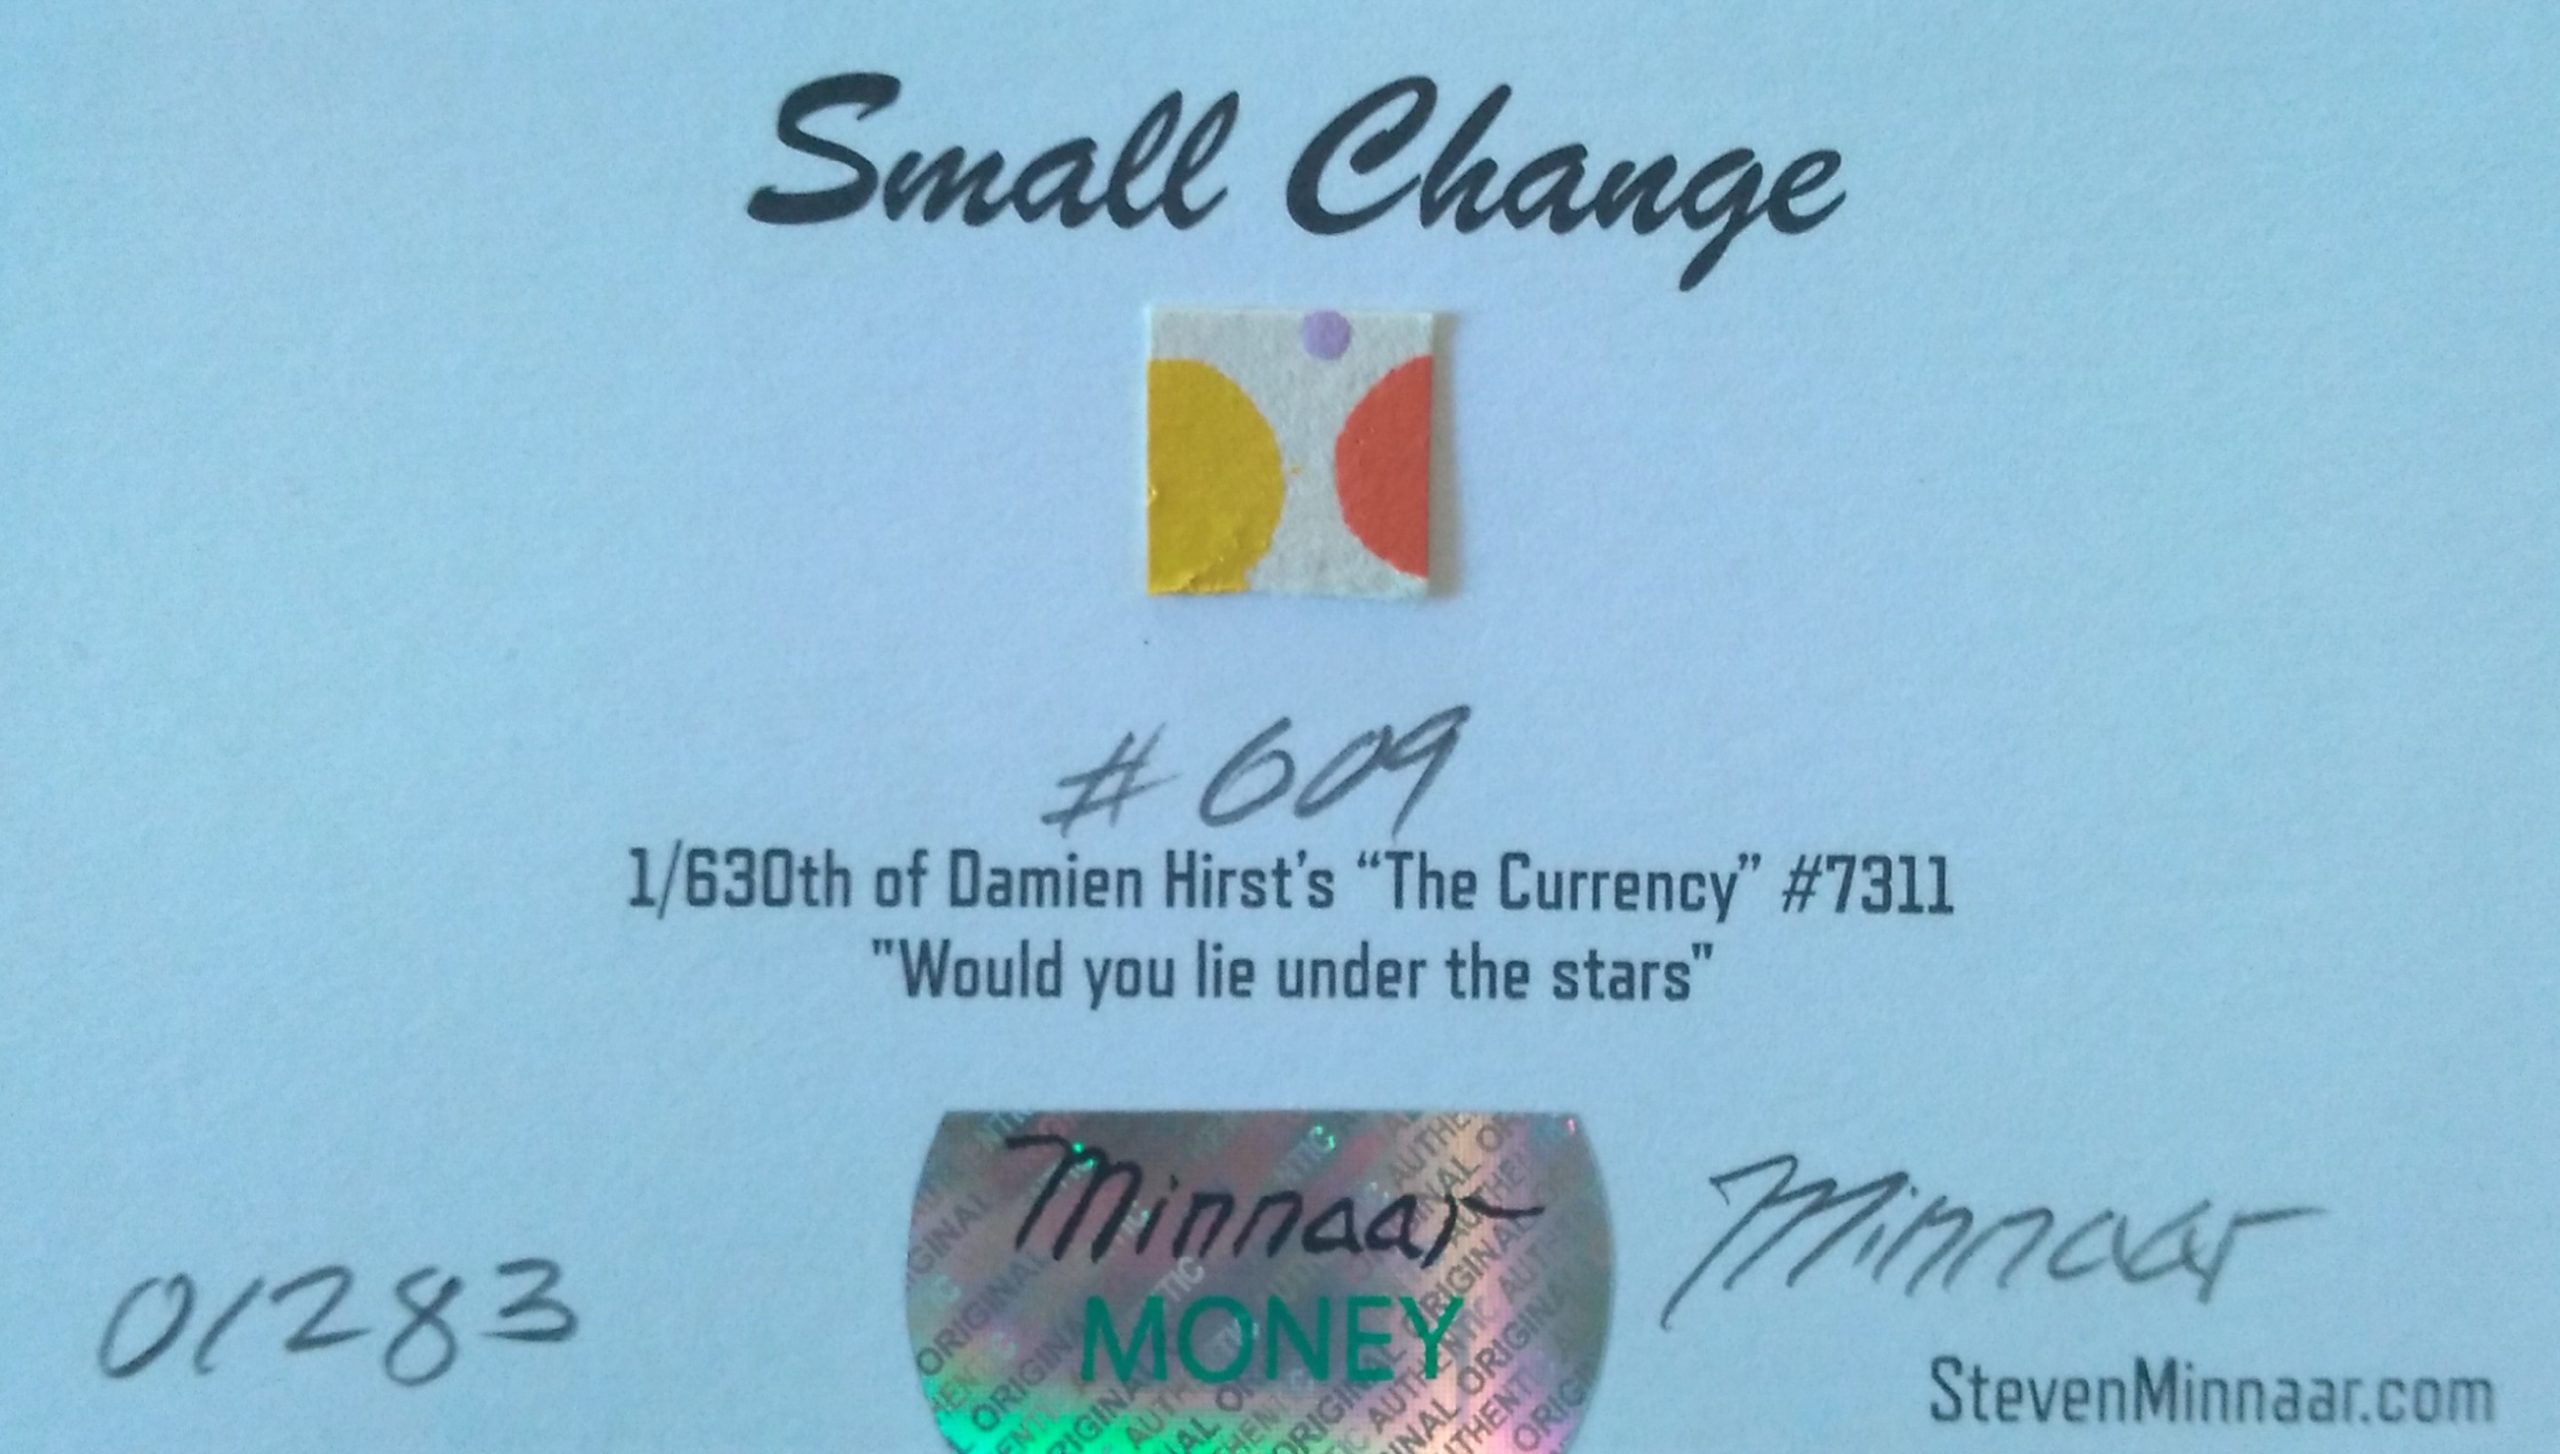 Small Change
# 609
1/630th of Damien Hirst's “The Currency” #7311
"Would you lie under the stars"
Minnaar
MONEY
01283
Minnaar
StevenMinnaar.com